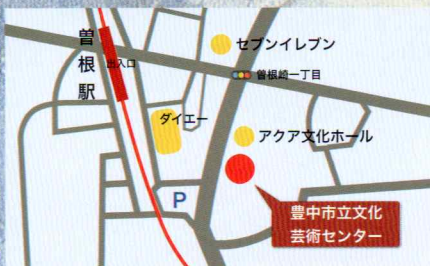 曽根駅
出入口
セブンイレブン
曽根崎一丁目
ダイエー
アクア文化ホール
P
豊中市立文化
芸術センター